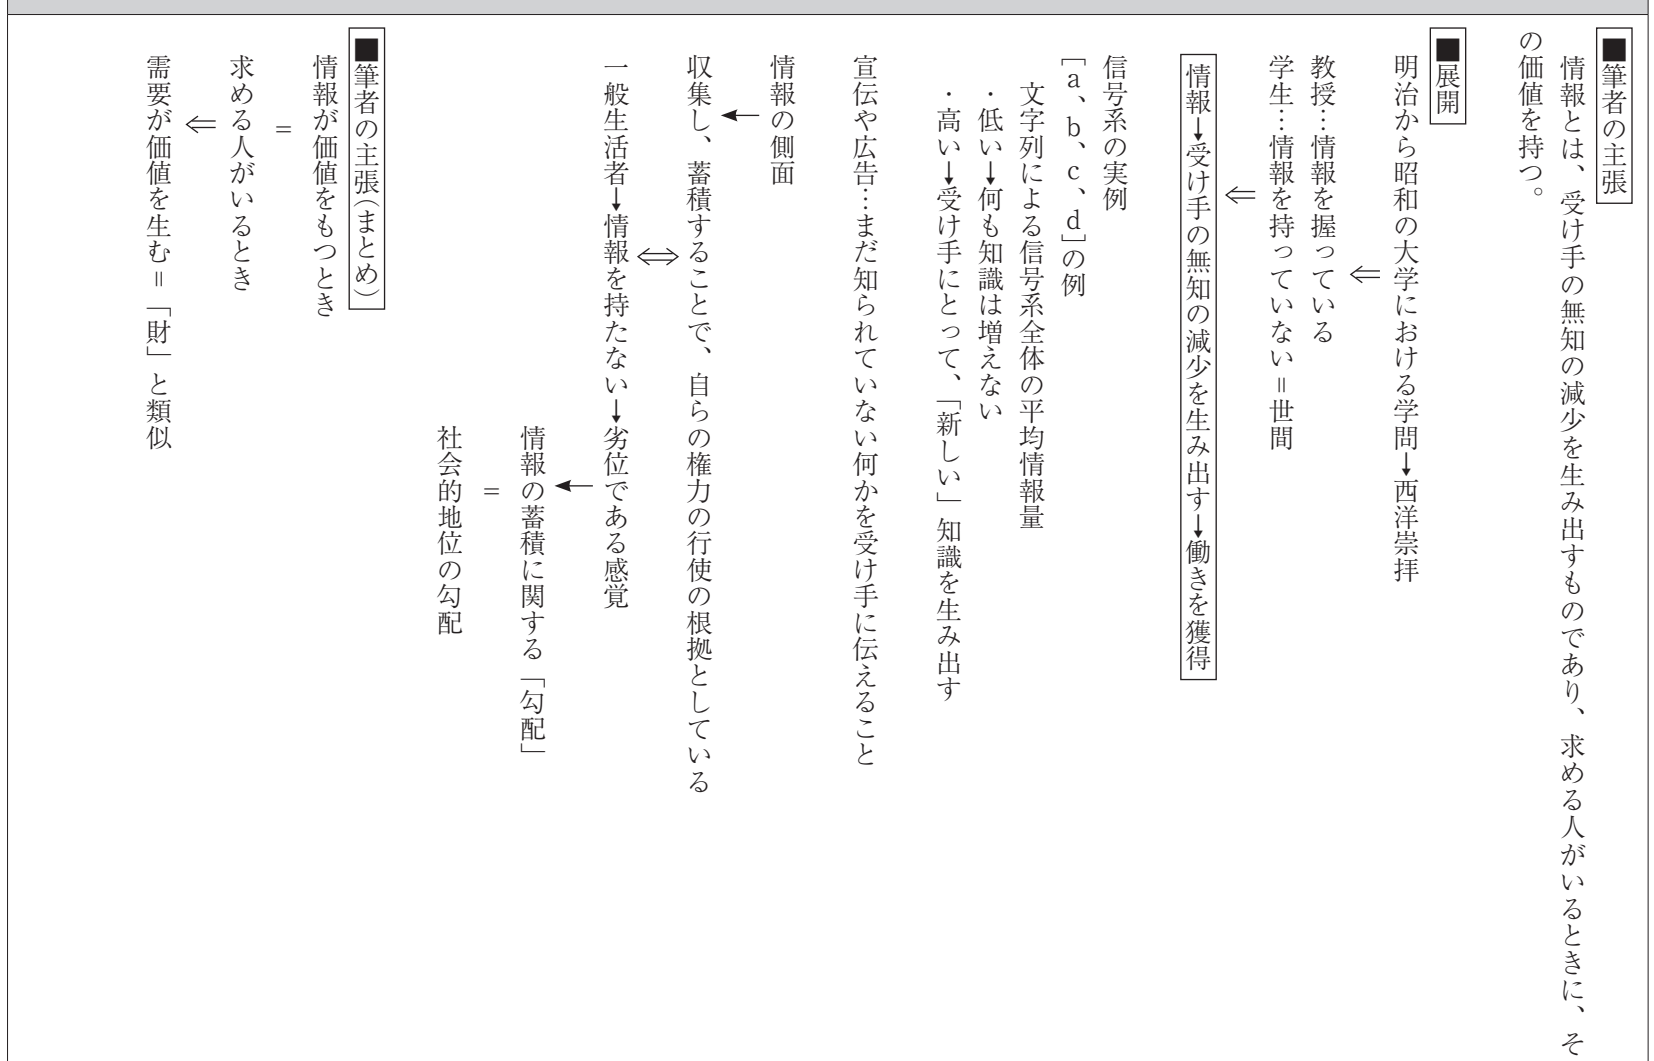 ■筆者の主張
情報とは、受け手の無知の減少を生み出すものであり、求める人がいるときに、そ
の価値を持つ。
■展開
明治から昭和の大学における学問→西洋崇拝
⇓
教授…情報を握っている
学生…情報を持っていない＝世間
⇓
情報→受け手の無知の減少を生み出す→働きを獲得
信号系の実例
[a、b、c、d]の例
文字列による信号系全体の平均情報量
・低い→何も知識は増えない
・高い→受け手にとって、「新しい」知識を生み出す
宣伝や広告…まだ知られていない何かを受け手に伝えること
情報の側面
↓
収集し、蓄積することで、自らの権力の行使の根拠としている
⇔
一般生活者→情報を持たない→劣位である感覚
↓
情報の蓄積に関する「勾配」
＝
社会的地位の勾配
■筆者の主張(まとめ)
情報が価値をもつとき
＝
求める人がいるとき
⇓
需要が価値を生む＝「財」と類似